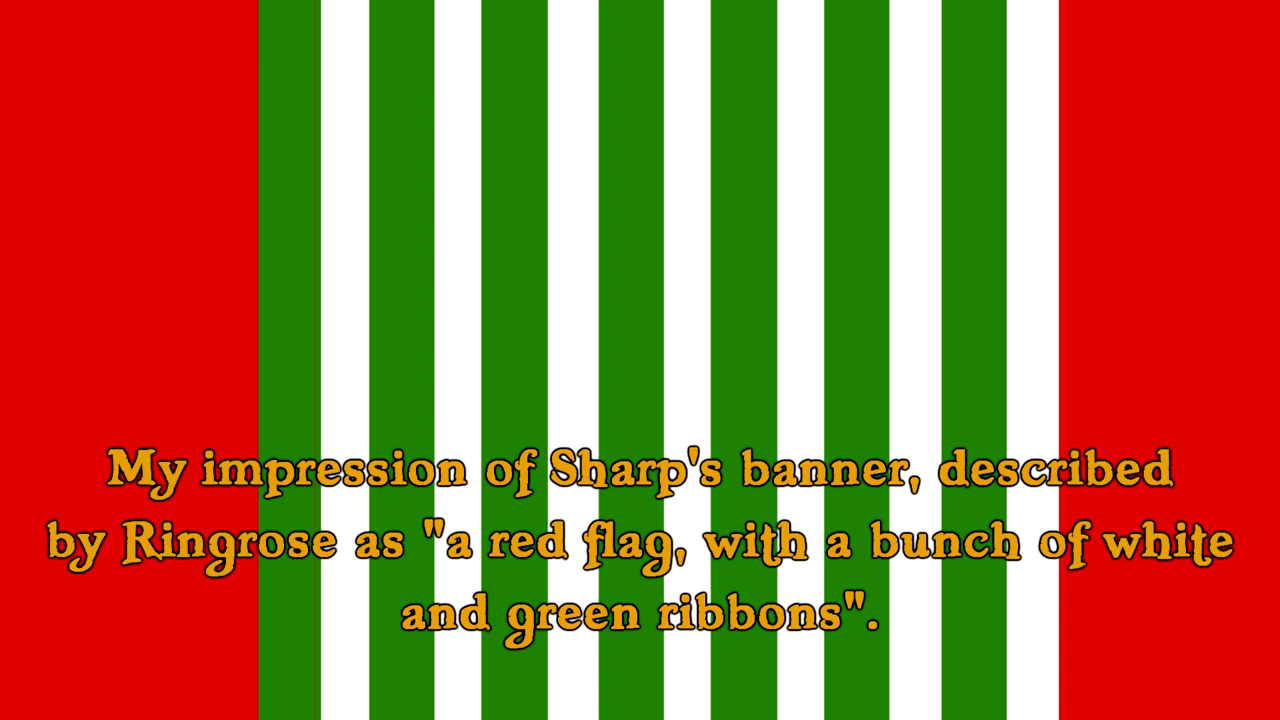 My impression of Sharp's banner, described
by Ringrose as "a red flag, with a bunch of white
and green ribbons".